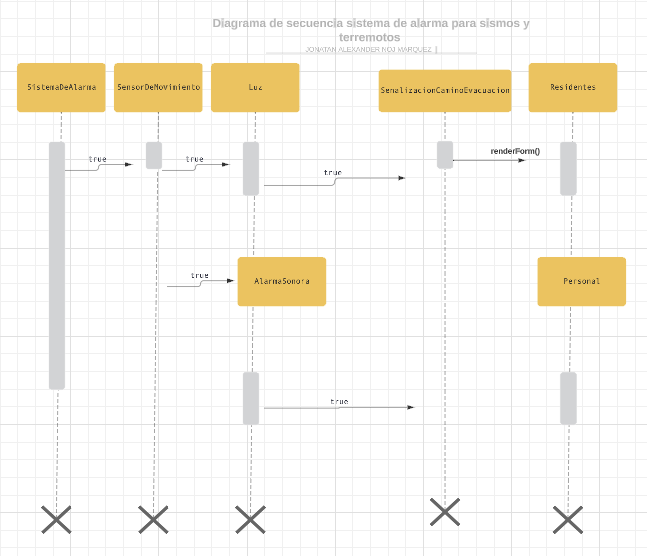 Diagrama de secuencia sistema de alarma para sismos y
terremotos
JONATAN ALEXANDER NOJ MARQUEZ ||
SistemaDeAlarma
SensorDeMovimiento
Luz
SenalizacionCaminoEvacuacion
Residentes
true
true
true
renderForm()
true
AlarmaSonora
Personal
true